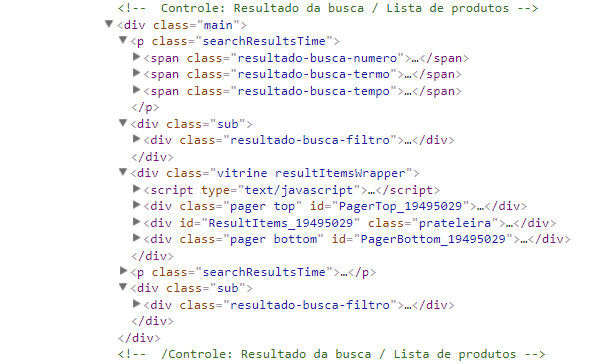 <!-- Controle: Resultado da busca / Lista de produtos -->
▼<div class="main">
▼<p class="searchResultsTime">
▶<span class="resultado-busca-numero">…</span>
▶<span class="resultado-busca-termo">…</span>
▶<span class="resultado-busca-tempo">…</span>
</p>
▼<div class="sub">
▶<div class="resultado-busca-filtro">…</div>
</div>
▼<div class="vitrine resultItemsWrapper">
▶<script type="text/javascript">…</script>
▶<div class="pager top" id="PagerTop_19495029">…</div>
▶<div id="ResultItems_19495029" class="prateleira">…</div>
▶<div class="pager bottom" id="PagerBottom_19495029">…</div>
</div>
▶<p class="searchResultsTime">…</p>
▼<div class="sub">
▶<div class="resultado-busca-filtro">…</div>
</div>
</div>
<!-- /Controle: Resultado da busca / Lista de produtos -->